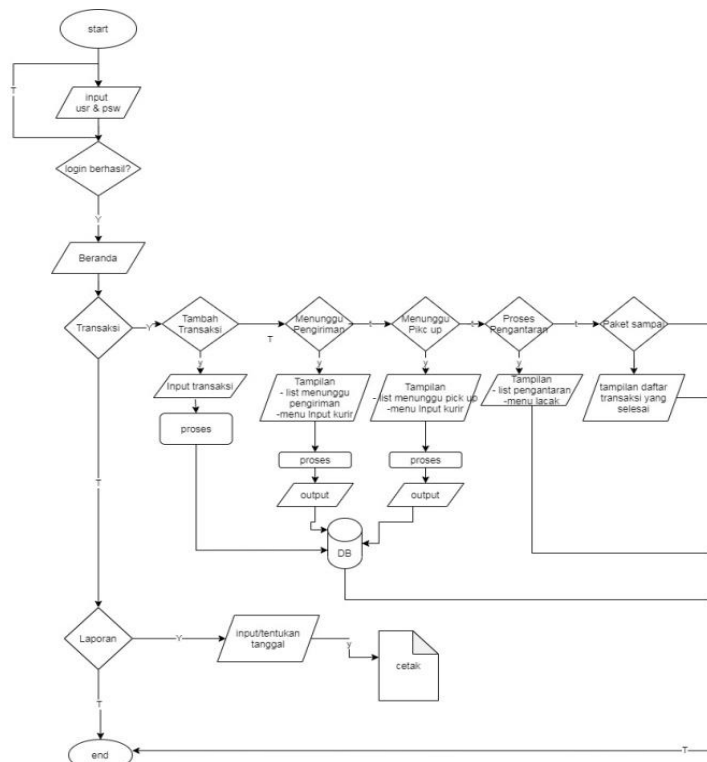 start
T
input
usr & psw
login berhasil?
Y
Beranda
Transaksi
Y
Tambah
Transaksi
T
Menunggu
Pengiriman
t
Menunggu
Pikc up
t
Proses
Pengantaran
t
Paket sampai
y
y
y
y
Input transaksi
Tampilan
- list menunggu
pengiriman
-menu Input kurir
Tampilan
- list menunggu pick up
-menu Input kurir
Tampilan
- list pengantaran
-menu lacak
tampilan daftar
transaksi yang
selesai
proses
proses
proses
output
output
T
DB
Laporan
Y
input/tentukan
tanggal
y
cetak
T
end
T